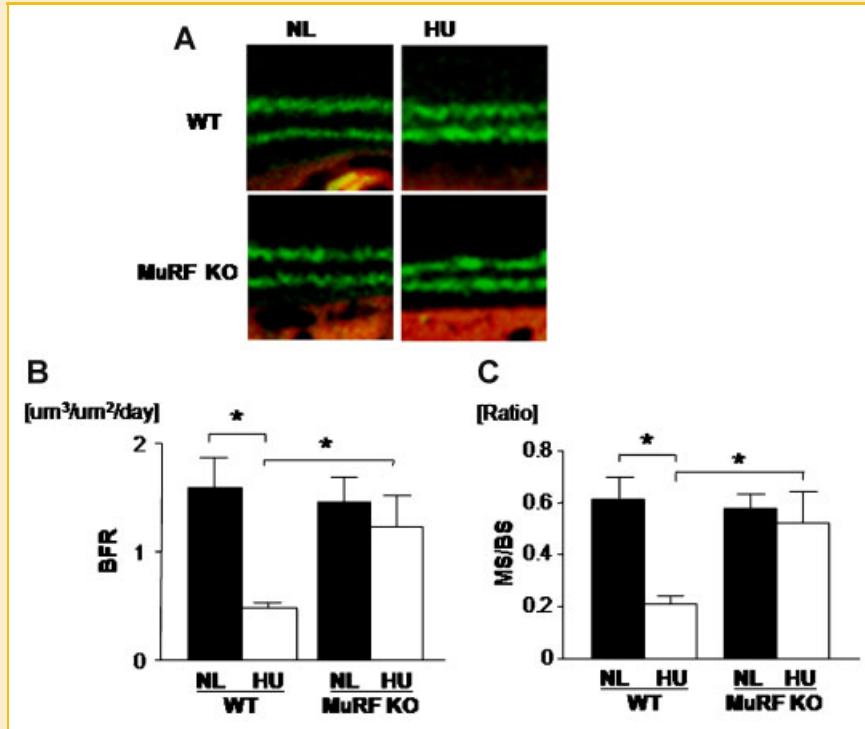 A
NL HU
WT
MuRF KO
B
[um³/um²/day]
* *
2
1
0
BFR
NL HU NL HU
WT MuRF KO
C
[Ratio]
* *
0.8
0.6
0.4
0.2
0
MS/BS
NL HU NL HU
WT MuRF KO